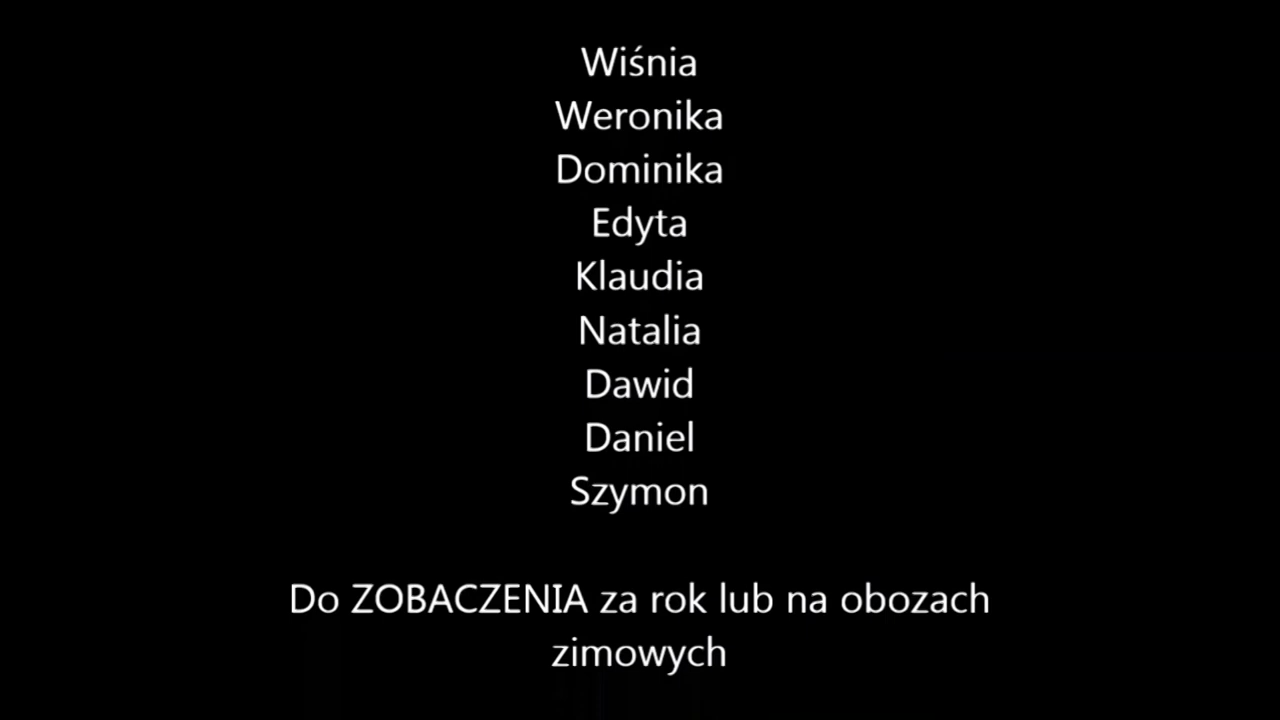 Wiśnia
Weronika
Dominika
Edyta
Klaudia
Natalia
Dawid
Daniel
Szymon
Do ZOBACZENIA za rok lub na obozach
zimowych